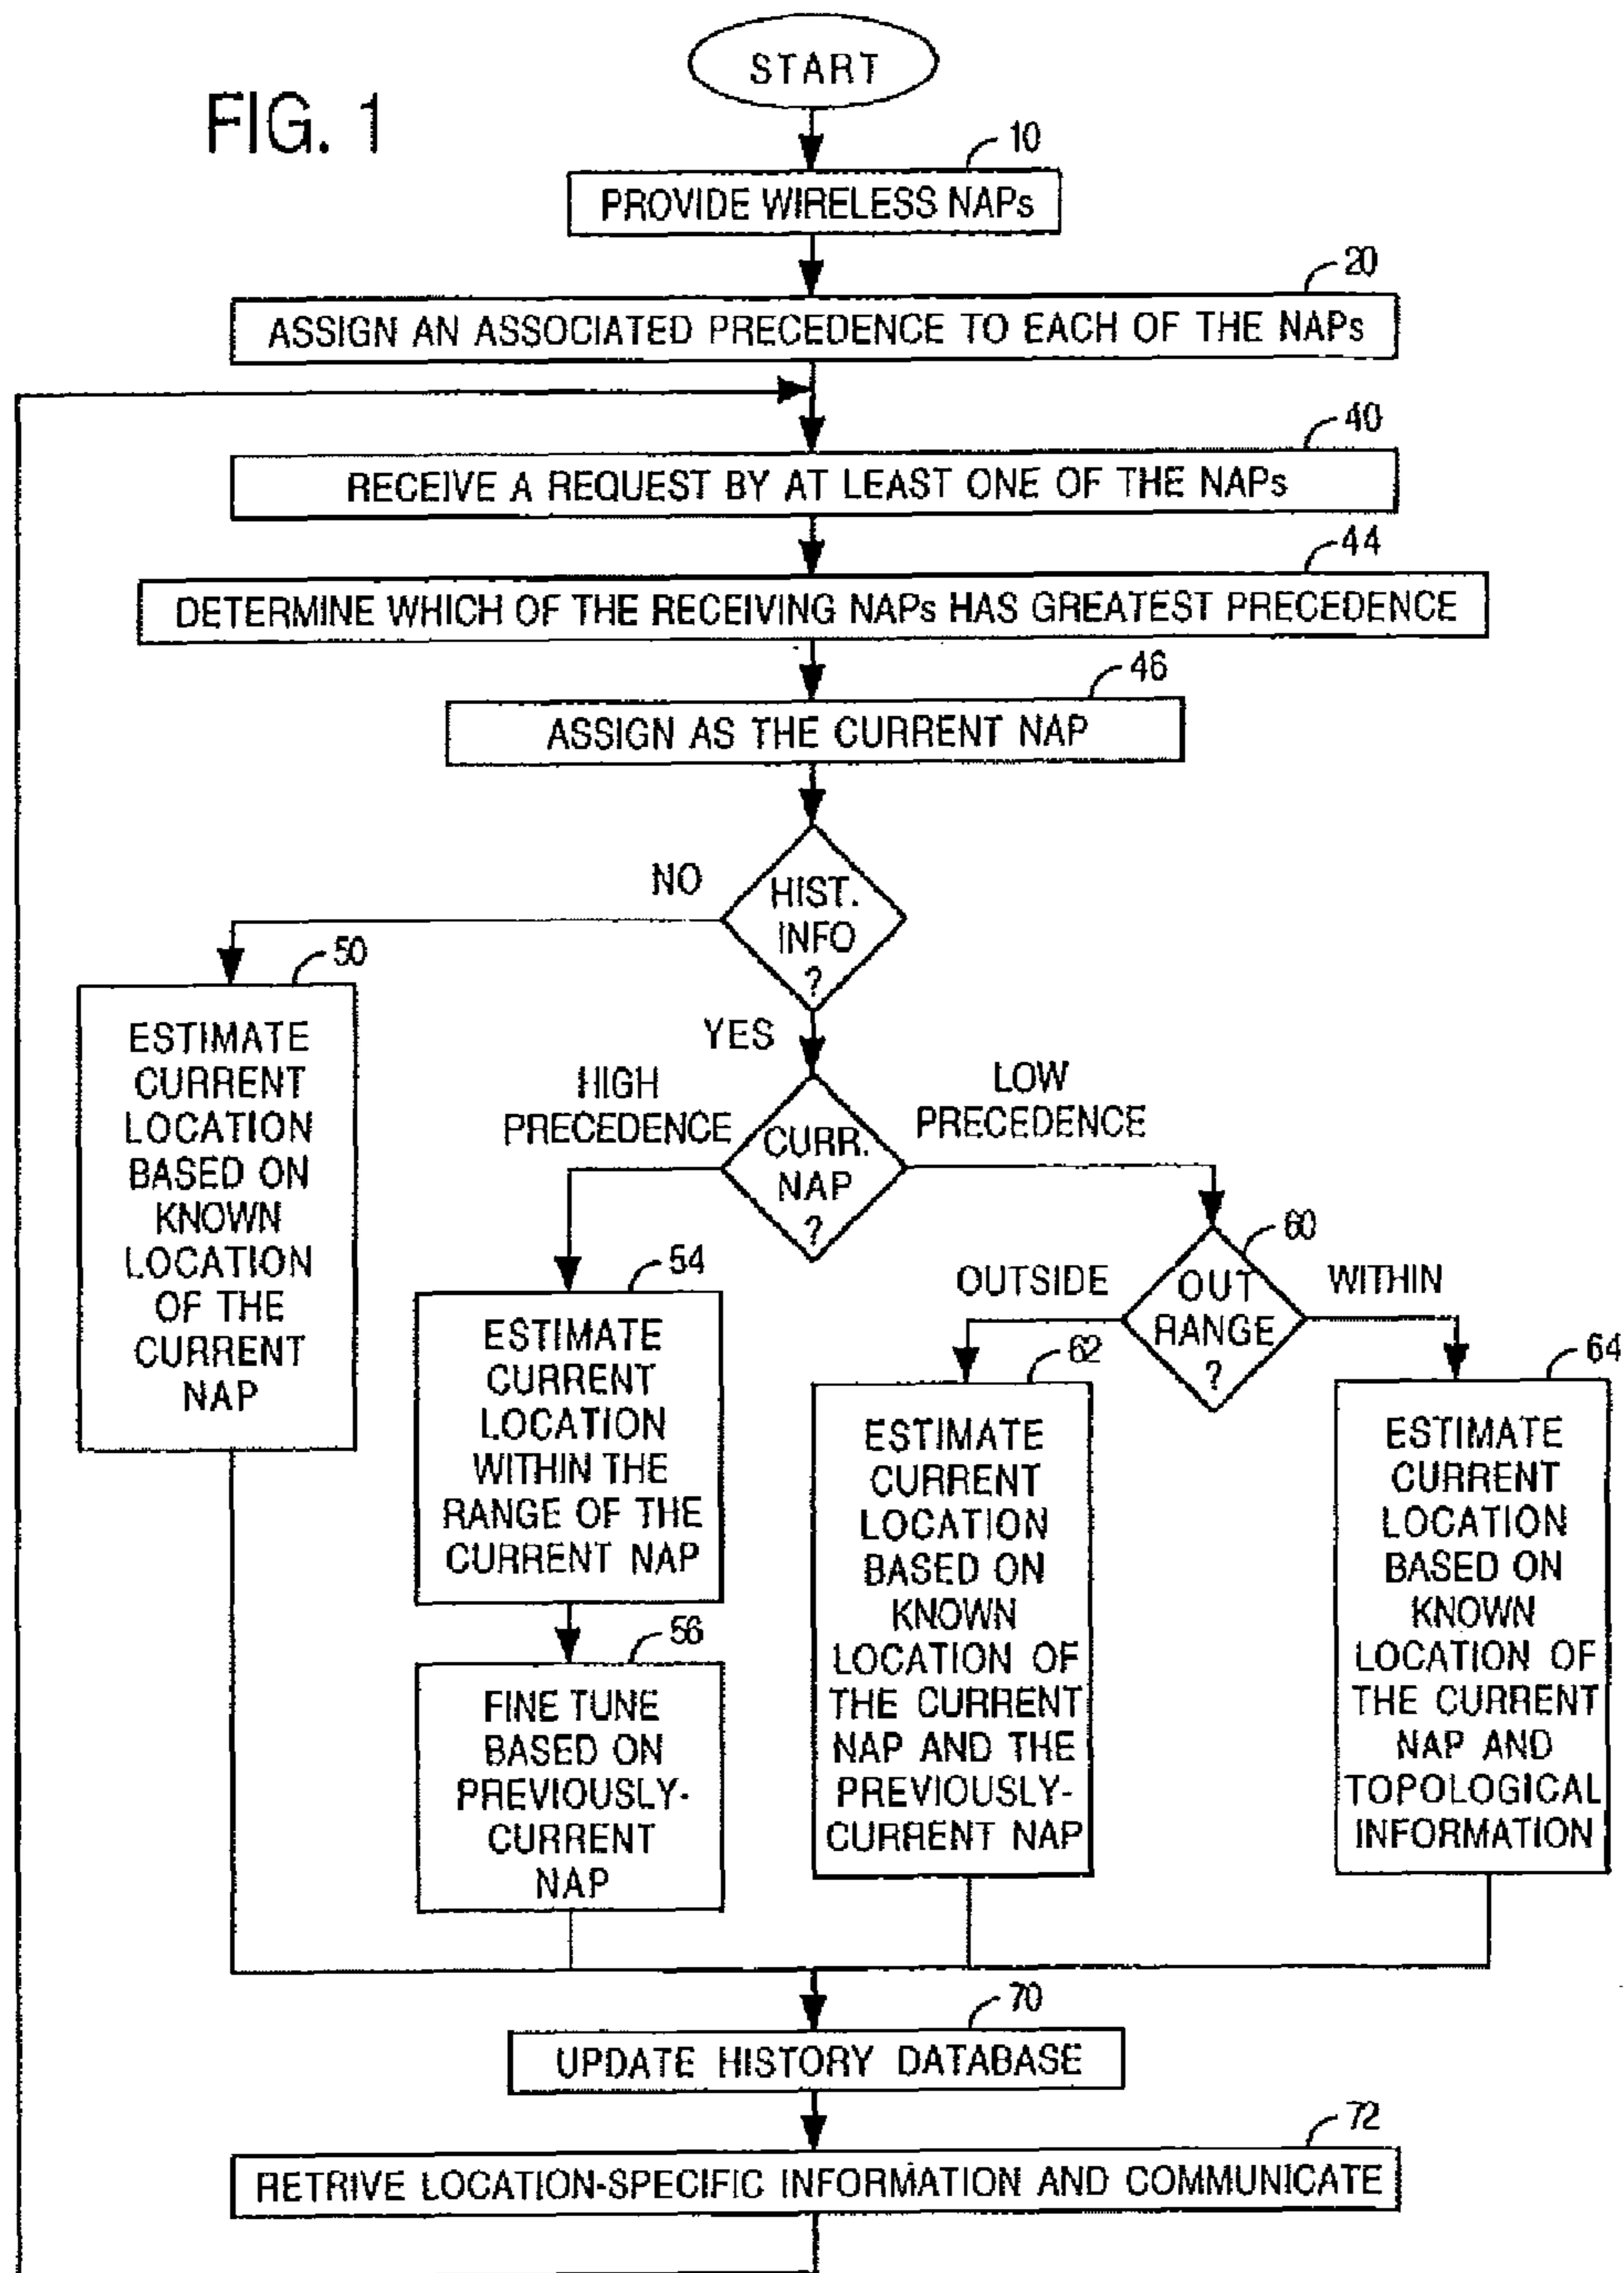 FIG. 1
START
10
PROVIDE WIRELESS NAPs
20
ASSIGN AN ASSOCIATED PRECEDENCE TO EACH OF THE NAPs
40
RECEIVE A REQUEST BY AT LEAST ONE OF THE NAPs
44
DETERMINE WHICH OF THE RECEIVING NAPs HAS GREATEST PRECEDENCE
46
ASSIGN AS THE CURRENT NAP
HIST.
INFO
?
NO
YES
50
ESTIMATE
CURRENT
LOCATION
BASED ON
KNOWN
LOCATION
OF THE
CURRENT
NAP
CURR.
NAP
?
HIGH
PRECEDENCE
LOW
PRECEDENCE
54
ESTIMATE
CURRENT
LOCATION
WITHIN THE
RANGE OF THE
CURRENT NAP
56
FINE TUNE
BASED ON
PREVIOUSLY-
CURRENT
NAP
60
OUT
RANGE
?
OUTSIDE
WITHIN
62
ESTIMATE
CURRENT
LOCATION
BASED ON
KNOWN
LOCATION OF
THE CURRENT
NAP AND THE
PREVIOUSLY-
CURRENT NAP
64
ESTIMATE
CURRENT
LOCATION
BASED ON
KNOWN
LOCATION OF
THE CURRENT
NAP AND
TOPOLOGICAL
INFORMATION
70
UPDATE HISTORY DATABASE
72
RETRIVE LOCATION-SPECIFIC INFORMATION AND COMMUNICATE